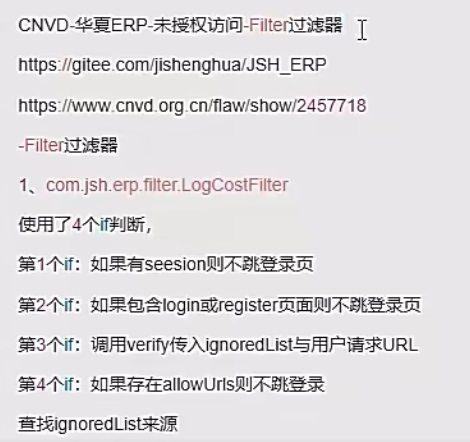 CNVD-华夏ERP-未授权访问-Filter过滤器
https://gitee.com/jishenghua/JSH_ERP
https://www.cnvd.org.cn/flaw/show/2457718
-Filter过滤器
1、com.jsh.erp.filter.LogCostFilter
使用了4个if判断，
第1个if：如果有seesion则不跳登录页
第2个if：如果包含login或register页面则不跳登录页
第3个if：调用verify传入ignoredList与用户请求URL
第4个if：如果存在allowUrls则不跳登录
查找ignoredList来源